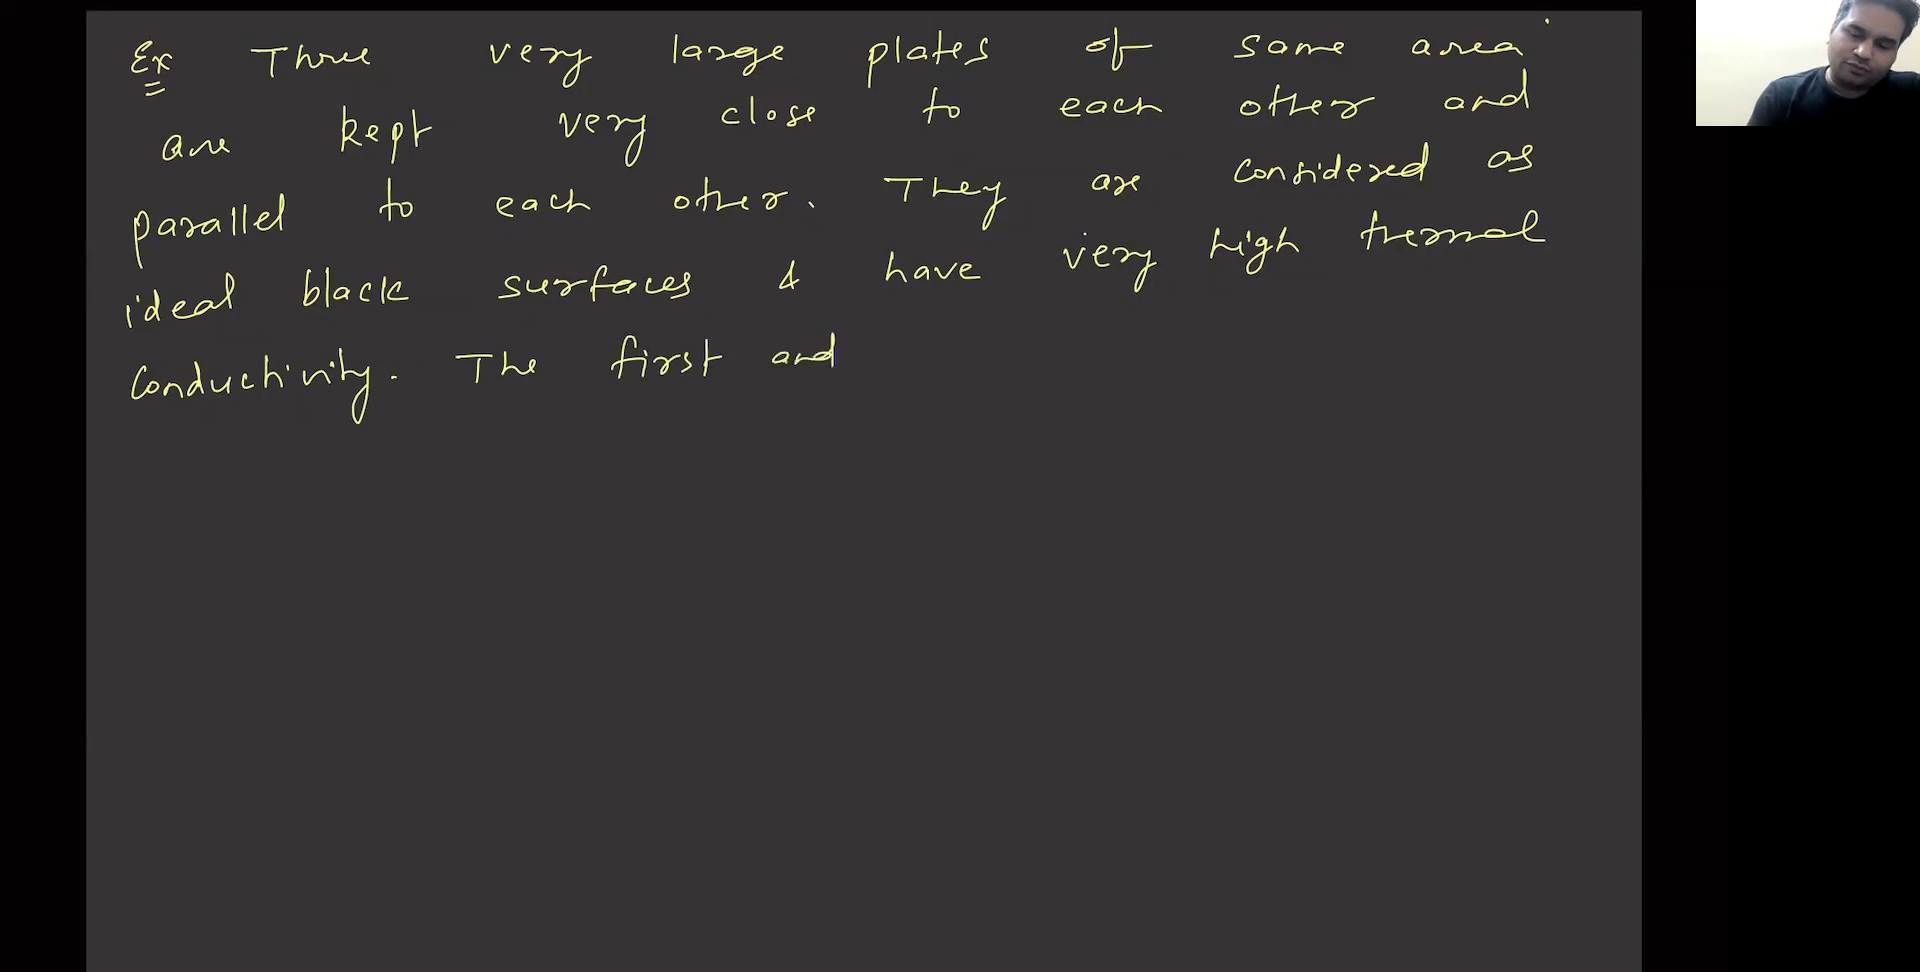 Ex Three very large plates of same area
are kept very close to each other and
parallel to each other. They are considered as
ideal black surfaces & have very high thermal
conductivity. The first and